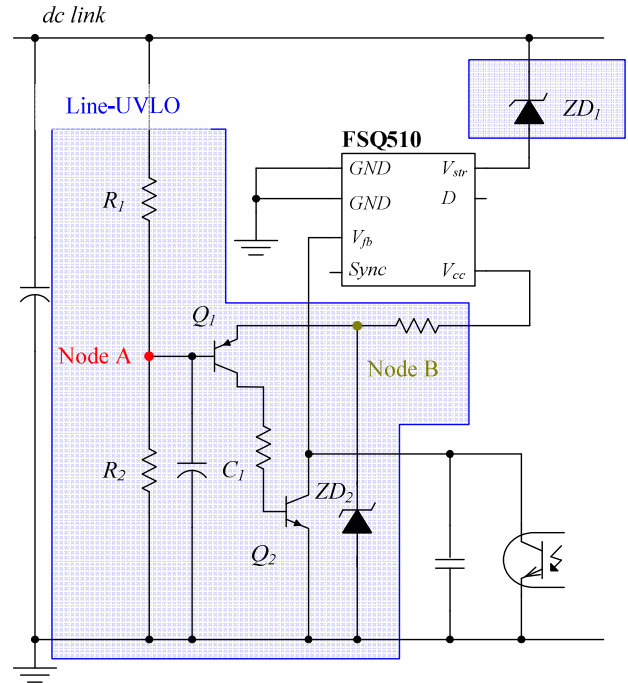 dc link
Line-UVLO
ZD1
FSQ510
GND
Vstr
R1
GND
D
Vfb
Sync
Vcc
Q1
Node A
Node B
R2
C1
ZD2
Q2